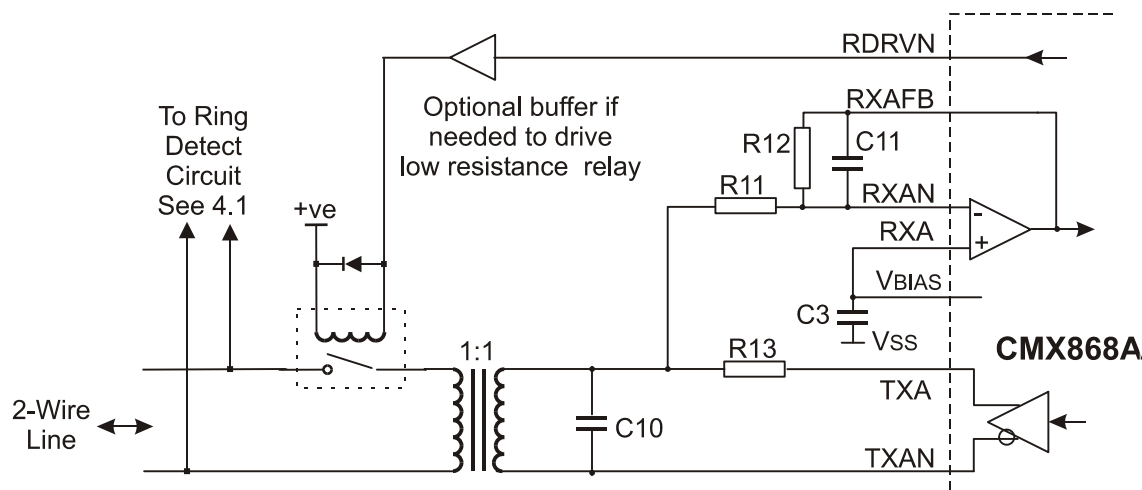 RDRVN
Optional buffer if
needed to drive
low resistance relay
To Ring
Detect
Circuit
See 4.1
+ve
RXAFB
R12
C11
R11
RXAN
-
RXA
+
VBIAS
C3
VSS
1:1
R13
CMX868A
TXA
2-Wire
Line
C10
TXAN